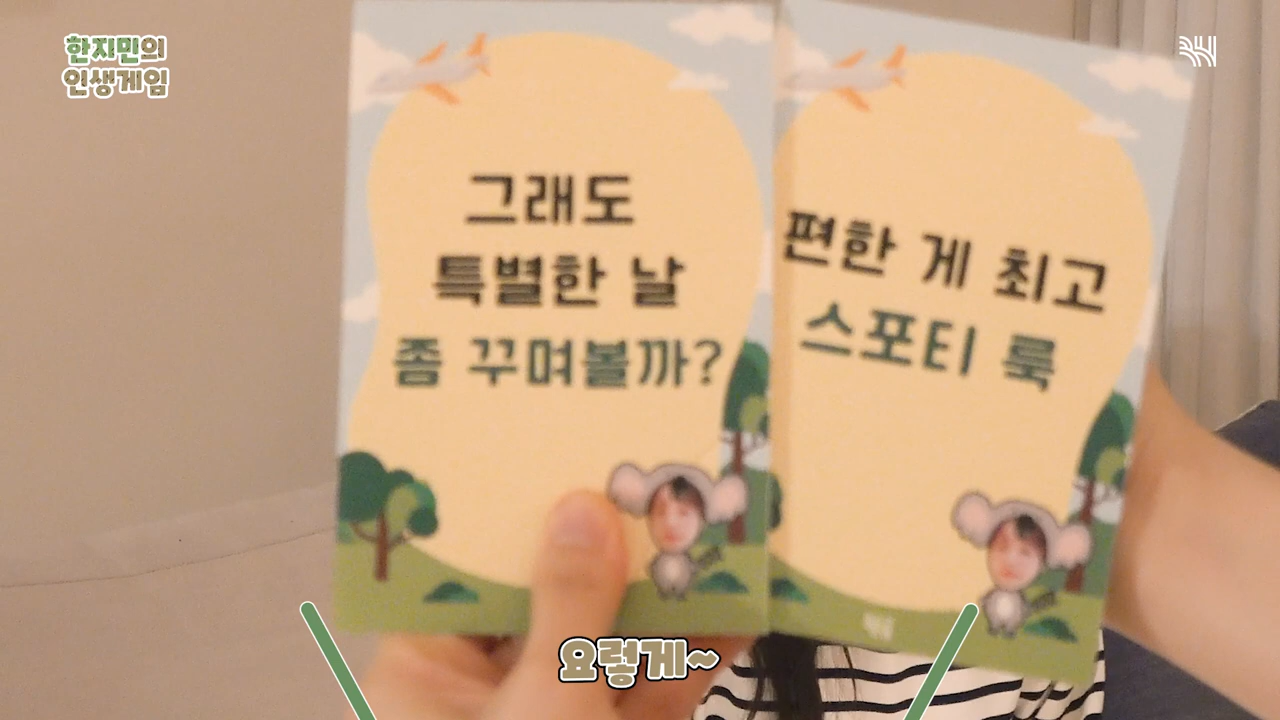 한지민의
인생게임
그래도
특별한 날
좀 꾸며볼까?
편한 게 최고
스포티 룩
요렇게~